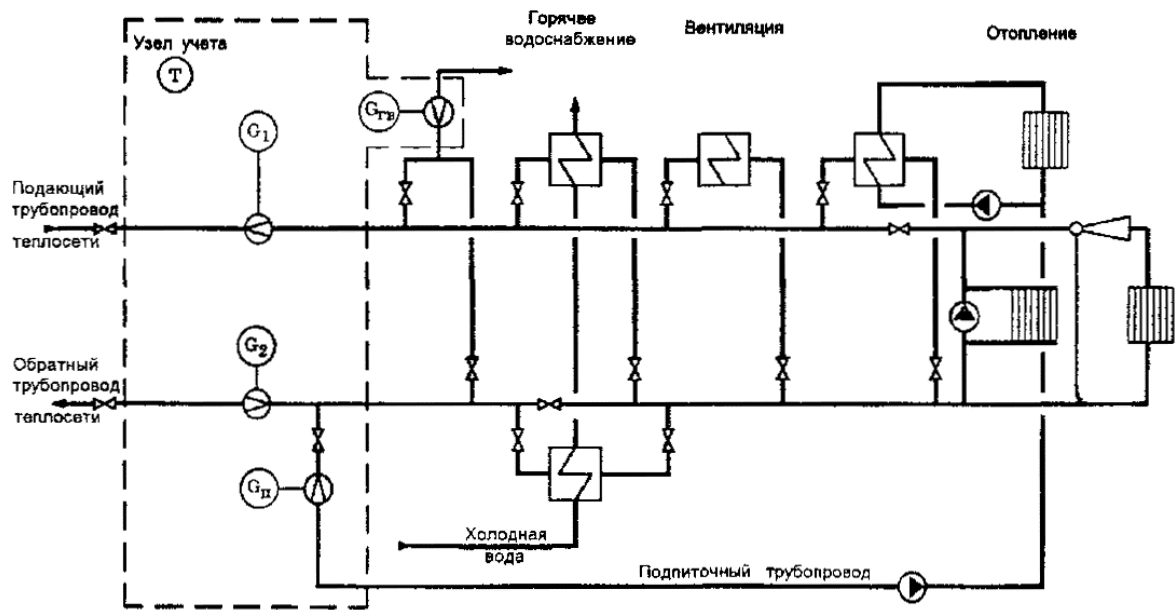 Узел учета
T
Горячее
водоснабжение
Вентиляция
Отопление
Gгв
G1
Подающий
трубопровод
теплосети
G2
Обратный
трубопровод
теплосети
Gп
Холодная
вода
Подпиточный трубопровод